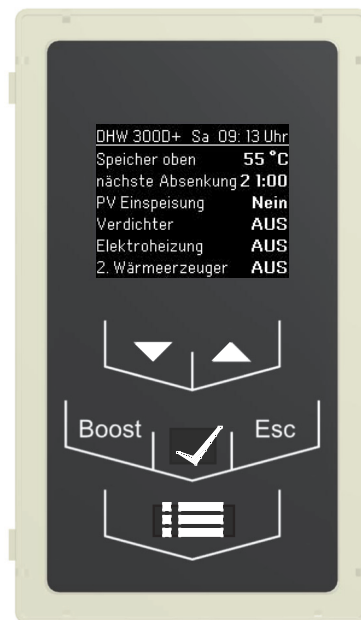 DHW 300D+ Sa 09:13 Uhr
Speicher oben 55 °C
nächste Absenkung 21:00
PV Einspeisung Nein
Verdichter AUS
Elektroheizung AUS
2. Wärmeerzeuger AUS
Boost Esc